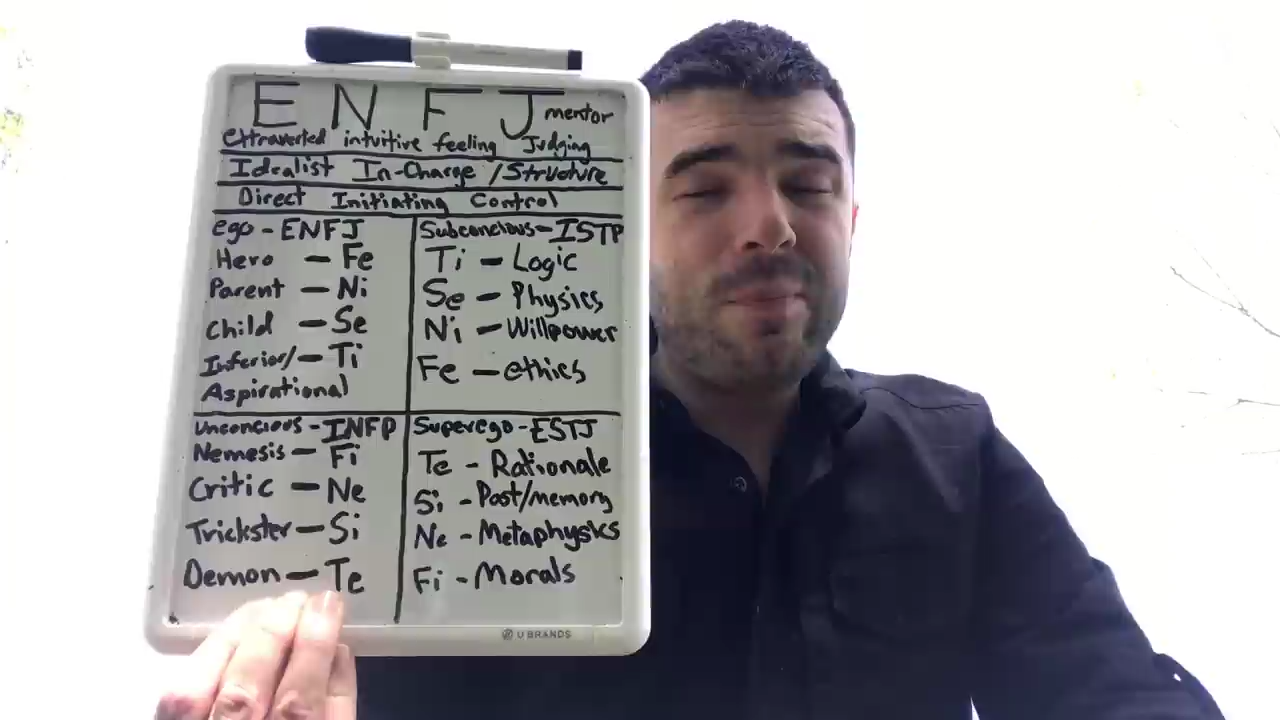 ENFJ mentor
extraverted intuitive feeling Judging
Idealist In-Charge / Structure
Direct Initiating Control
ego - ENFJ
Hero - Fe
Parent - Ni
Child - Se
Inferior/ - Ti
Aspirational
Subconcious - ISTP
Ti - Logic
Se - Physics
Ni - Willpower
Fe - ethics
Unconcious - INFP
Nemesis - Fi
Critic - Ne
Trickster - Si
Demon - Te
Superego - ESTJ
Te - Rationale
Si - Past/memory
Ne - Metaphysics
Fi - Morals
U BRANDS